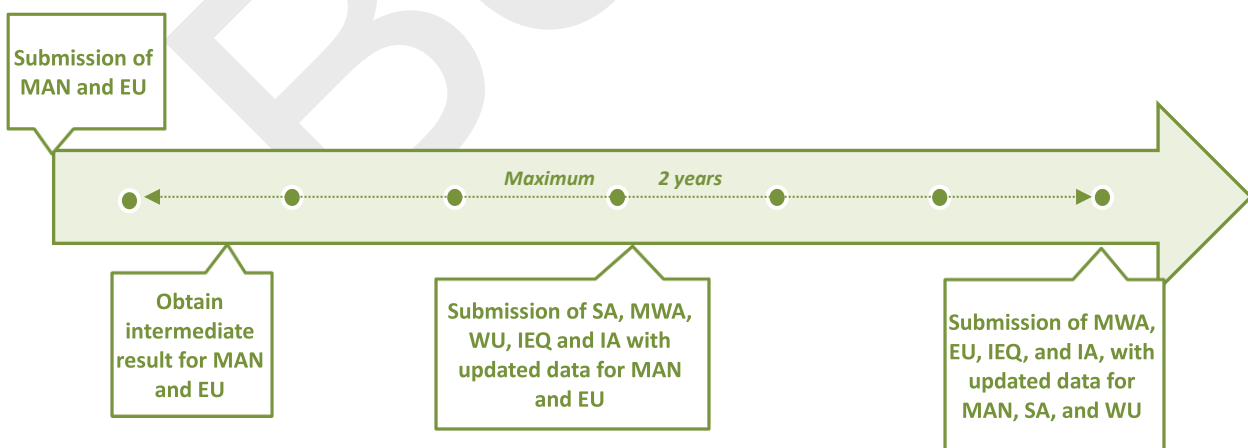 Submission of
MAN and EU
Maximum 2 years
Obtain
intermediate
result for MAN
and EU
Submission of SA, MWA,
WU, IEQ and IA with
updated data for MAN
and EU
Submission of MWA,
EU, IEQ, and IA, with
updated data for
MAN, SA, and WU